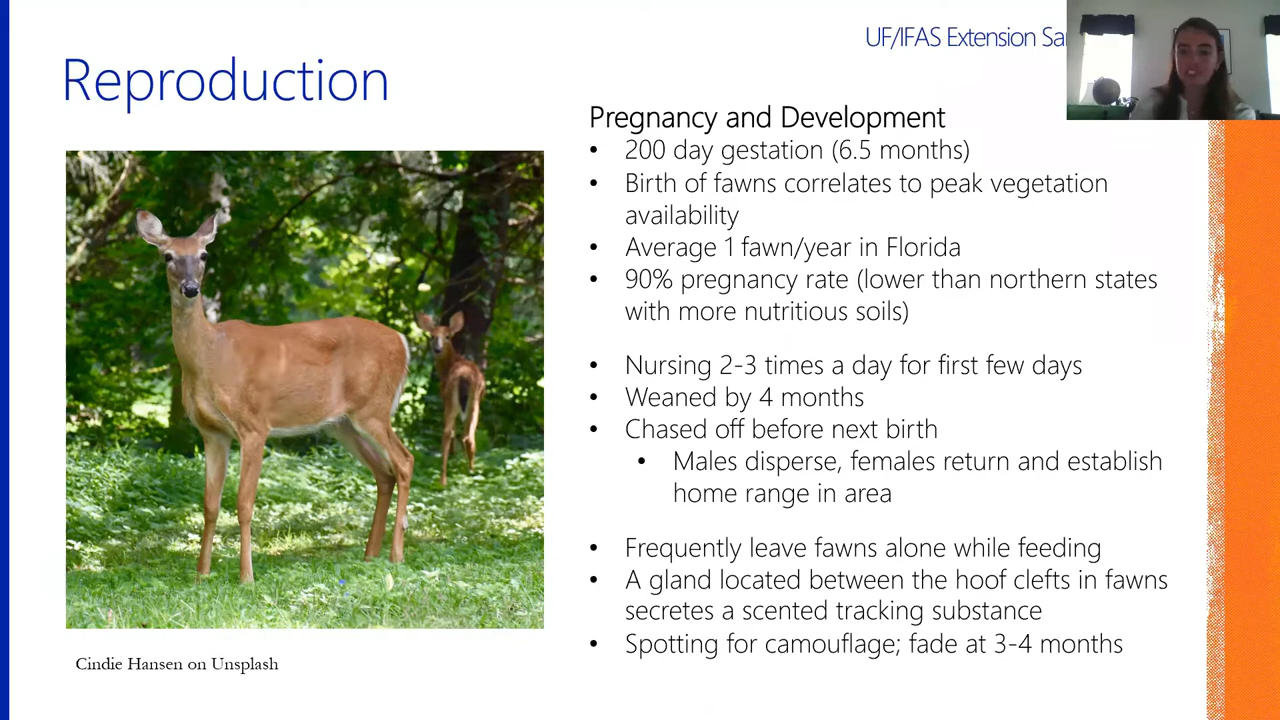 UF/IFAS Extension
Reproduction
Pregnancy and Development
• 200 day gestation (6.5 months)
• Birth of fawns correlates to peak vegetation
availability
• Average 1 fawn/year in Florida
• 90% pregnancy rate (lower than northern states
with more nutritious soils)
• Nursing 2-3 times a day for first few days
• Weaned by 4 months
• Chased off before next birth
• Males disperse, females return and establish
home range in area
• Frequently leave fawns alone while feeding
• A gland located between the hoof clefts in fawns
secretes a scented tracking substance
• Spotting for camouflage; fade at 3-4 months
Cindie Hansen on Unsplash